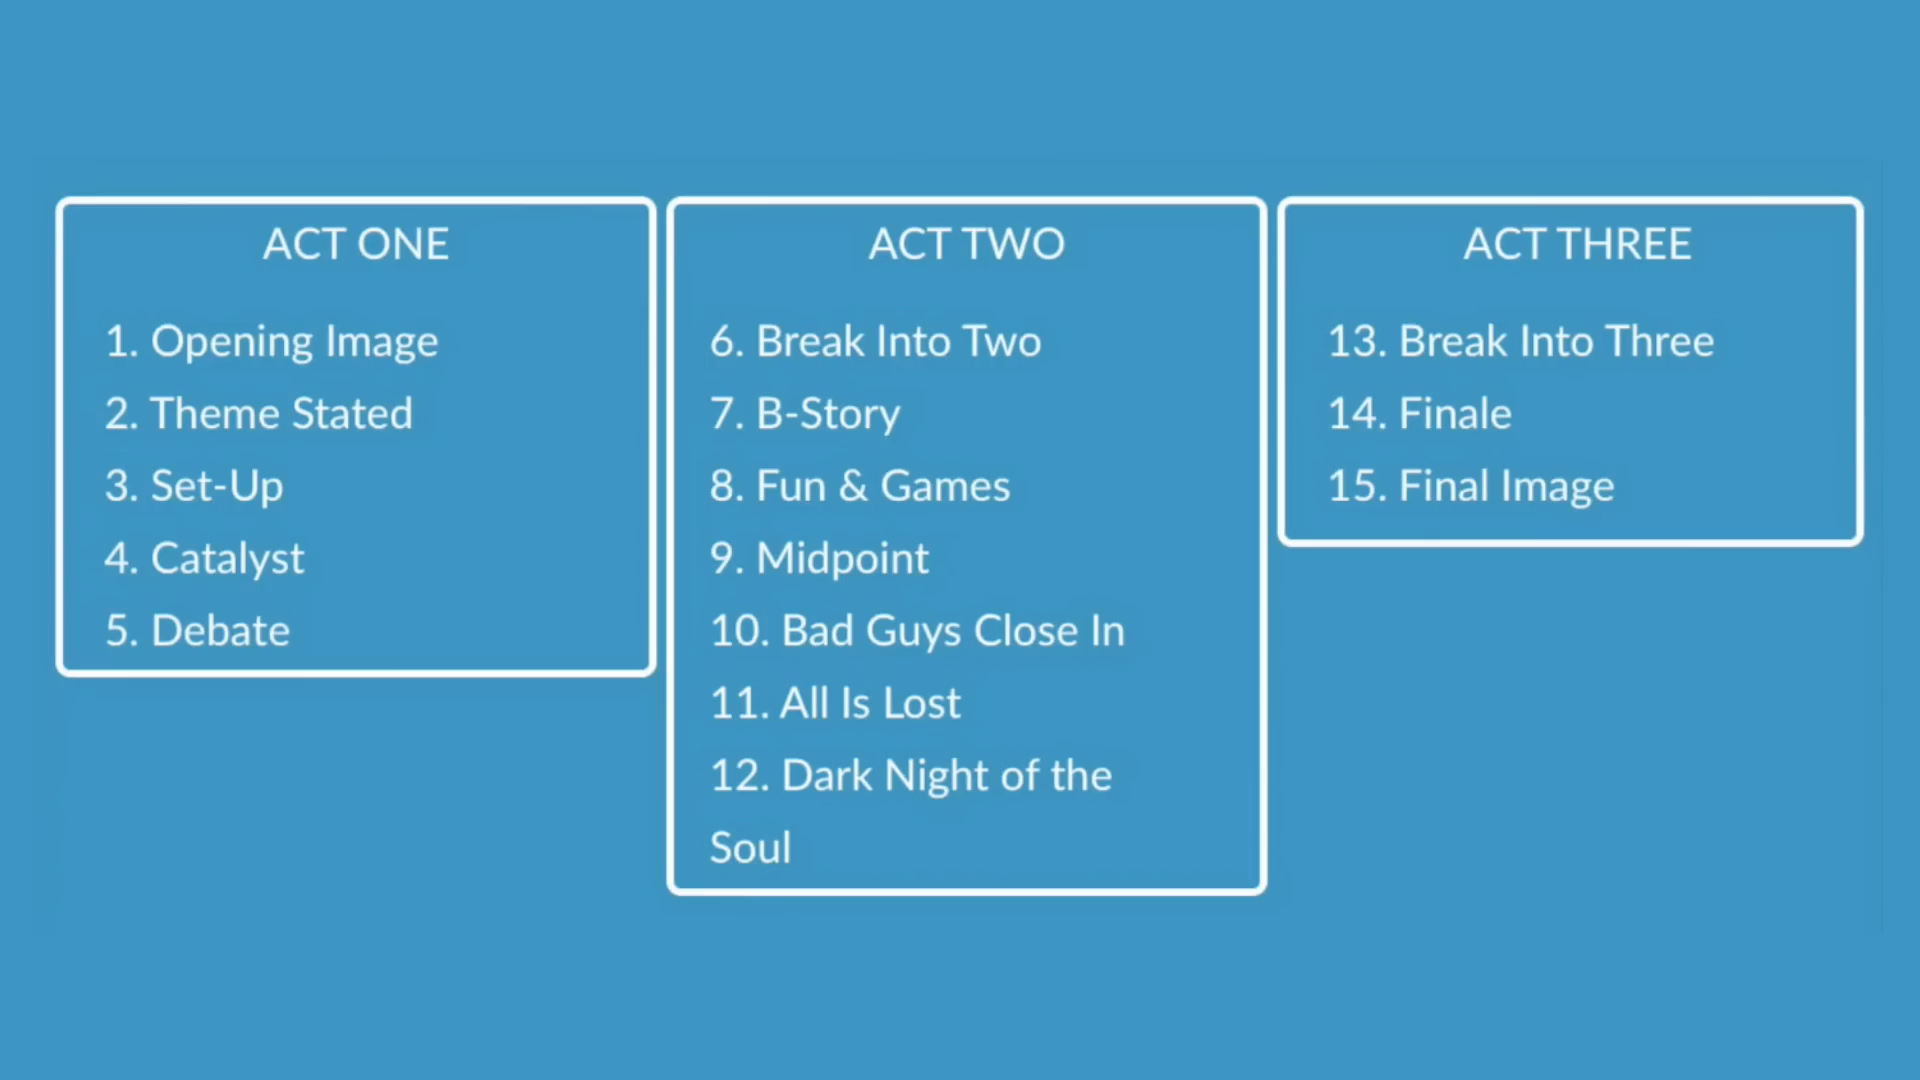 ACT ONE
1. Opening Image
2. Theme Stated
3. Set-Up
4. Catalyst
5. Debate
ACT TWO
6. Break Into Two
7. B-Story
8. Fun & Games
9. Midpoint
10. Bad Guys Close In
11. All Is Lost
12. Dark Night of the
Soul
ACT THREE
13. Break Into Three
14. Finale
15. Final Image